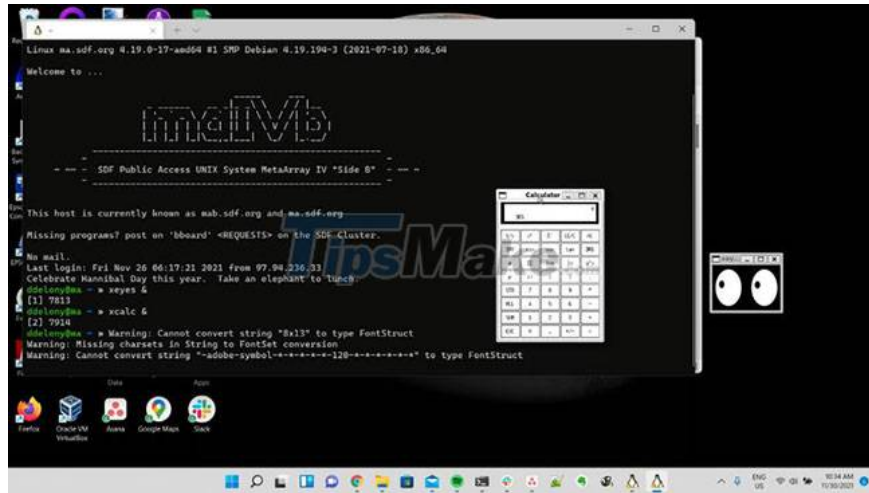 Linux ma.sdf.org 4.19.0-17-amd64 #1 SMP Debian 4.19.194-3 (2021-07-18) x86_64
Welcome to ...
SDF Public Access UNIX System MetaArray IV "Side B"
This host is currently known as mab.sdf.org and ma.sdf.org
Missing programs? post on 'bboard' <REQUESTS> on the SDF Cluster.
No mail.
Last login: Fri Nov 26 06:17:21 2021 from 97.94.236.33
Celebrate Hannibal Day this year.  Take an elephant to lunch.
ddelony@ma ~ » xeyes &
[1] 7813
ddelony@ma ~ » xcalc &
[2] 7914
ddelony@ma ~ » Warning: Cannot convert string "8x13" to type FontStruct
Warning: Missing charsets in String to FontSet conversion
Warning: Cannot convert string "-adobe-symbol-*-*-*-*-*-120-*-*-*-*-*-*" to type FontStruct
Calculator
TipsMake
Data
Apps
Firefox
Oracle VM
VirtualBox
Asana
Google Maps
Slack
ENG
US
10:34 AM
11/30/2021